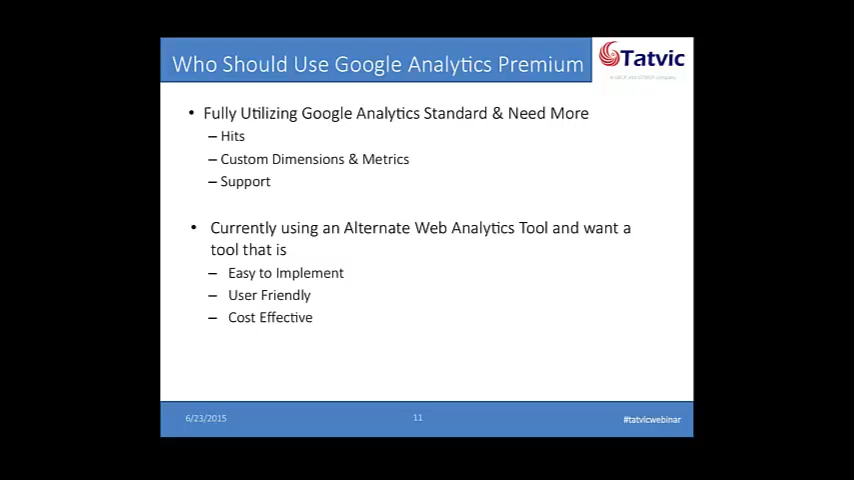 Who Should Use Google Analytics Premium
Tatvic
• Fully Utilizing Google Analytics Standard & Need More
– Hits
– Custom Dimensions & Metrics
– Support
• Currently using an Alternate Web Analytics Tool and want a
tool that is
– Easy to Implement
– User Friendly
– Cost Effective
6/23/2015
11
#tatvicwebinar